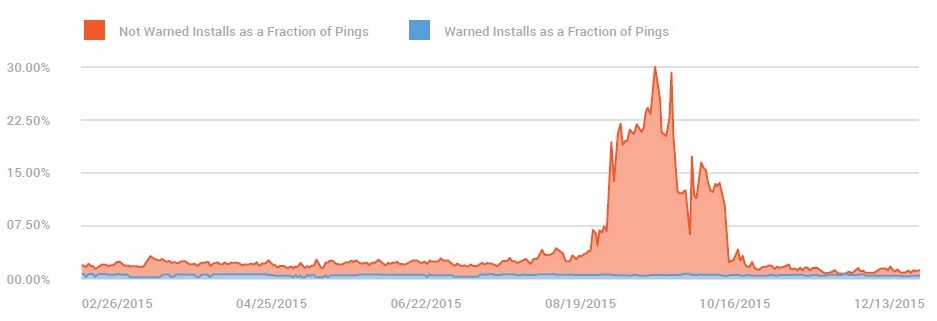 Not Warned Installs as a Fraction of Pings Warned Installs as a Fraction of Pings
30.00%
22.50%
15.00%
07.50%
00.00%
02/26/2015 04/25/2015 06/22/2015 08/19/2015 10/16/2015 12/13/2015